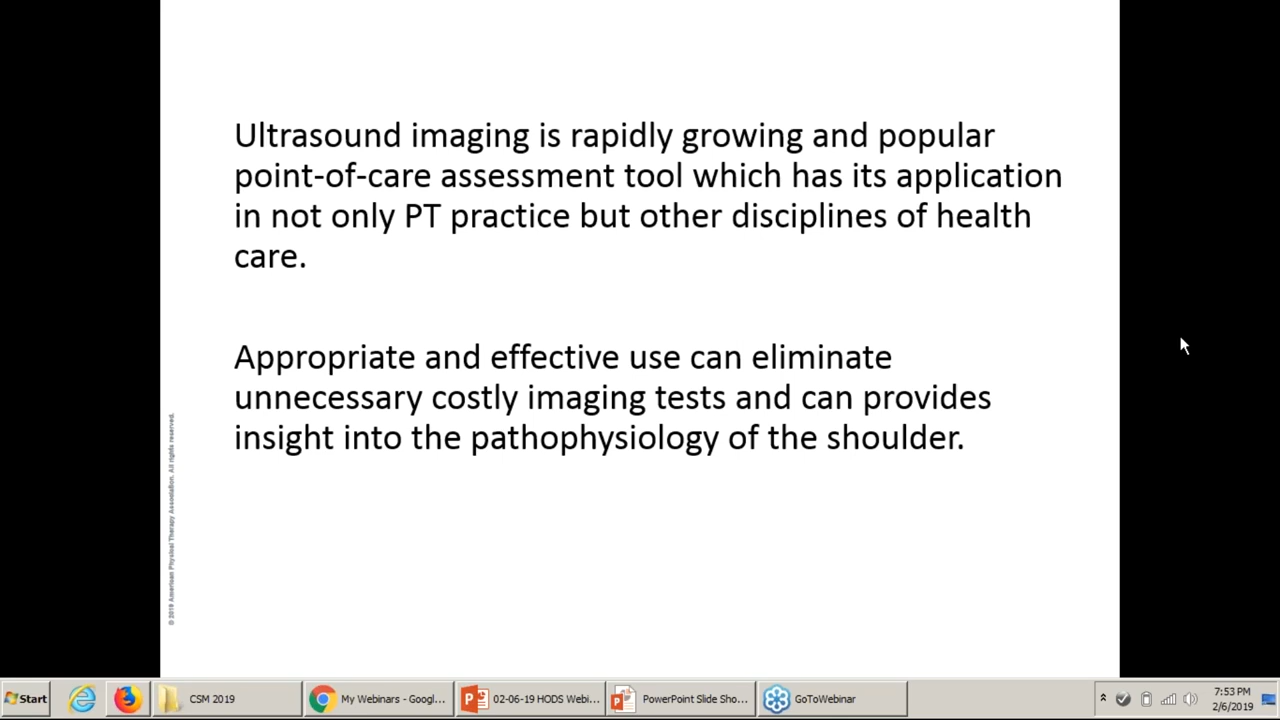 Ultrasound imaging is rapidly growing and popular
point-of-care assessment tool which has its application
in not only PT practice but other disciplines of health
care.
Appropriate and effective use can eliminate
unnecessary costly imaging tests and can provides
insight into the pathophysiology of the shoulder.
© 2019 American Physical Therapy Association. All rights reserved.
Start
CSM 2019
My Webinars - Googl...
02-06-19 HODS Webi...
PowerPoint Slide Sho...
GoToWebinar
7:53 PM
2/6/2019